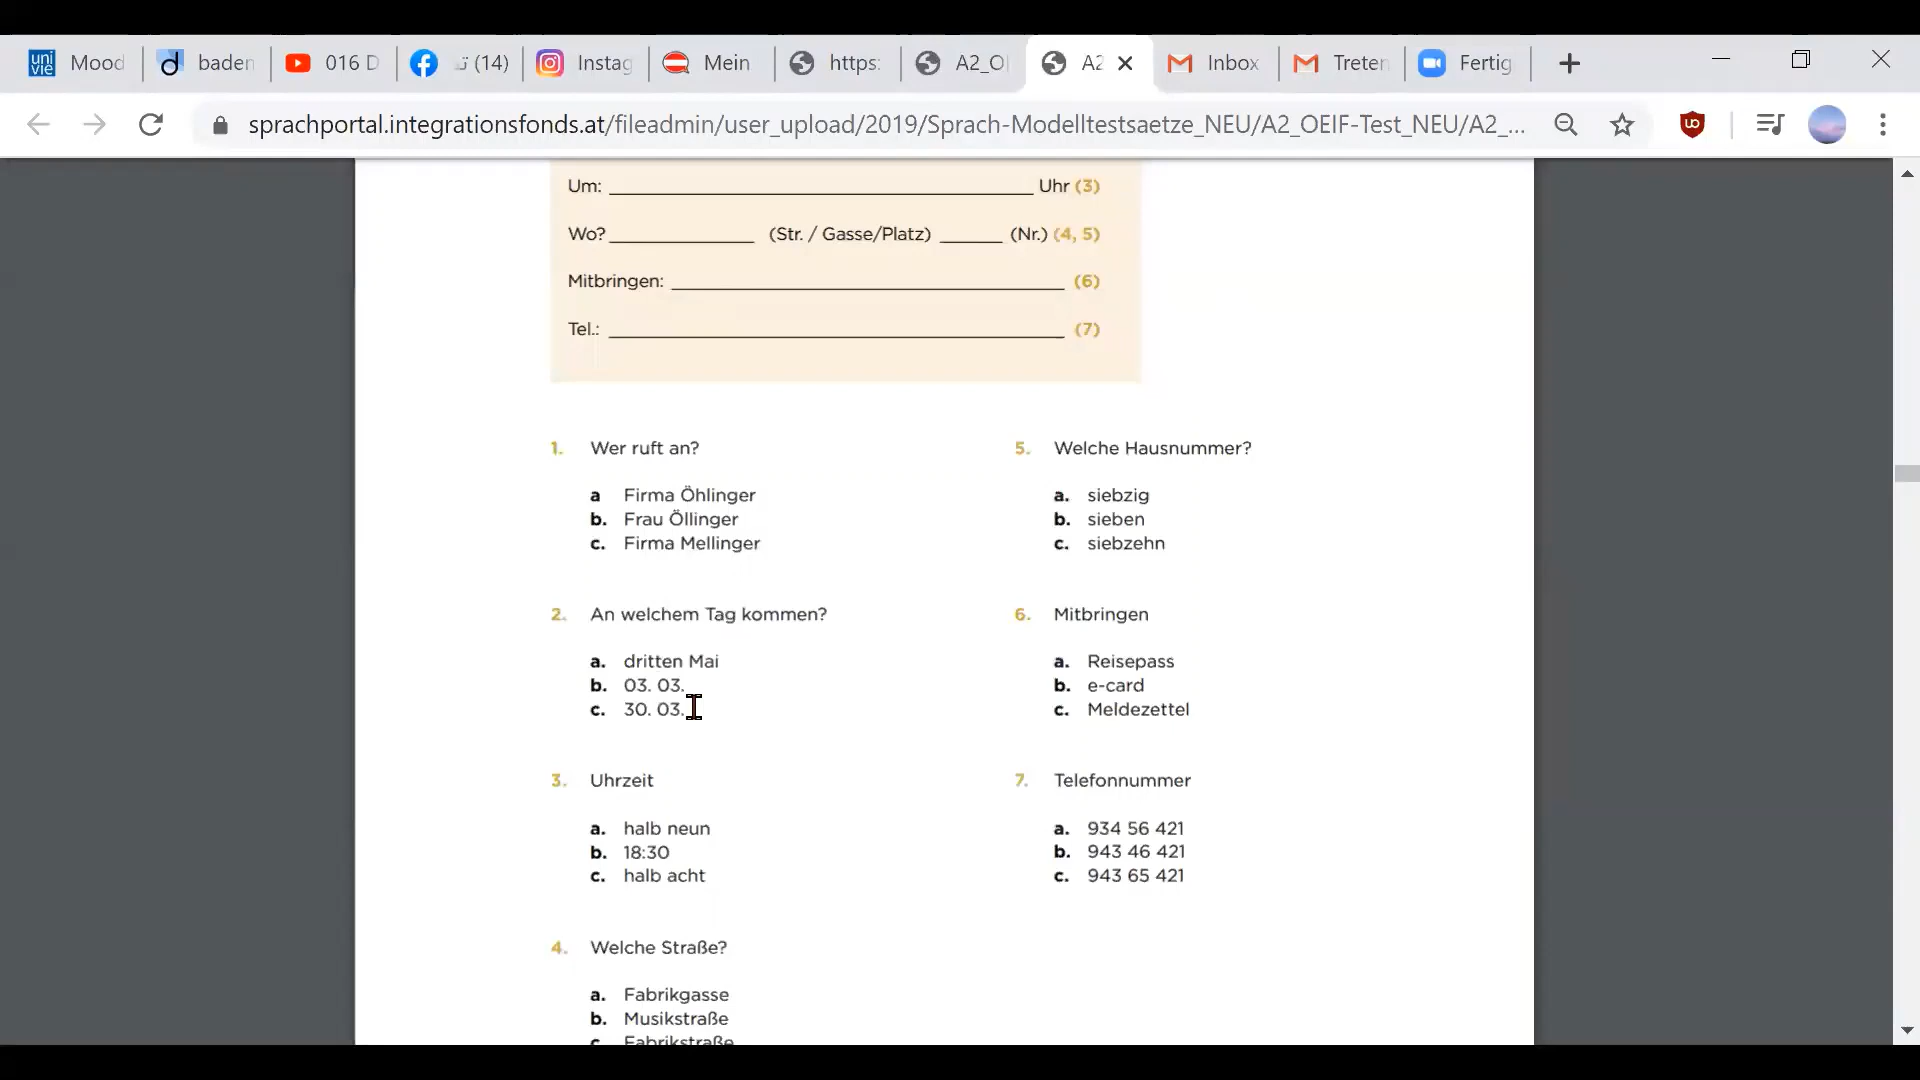 Mood
baden
016 D
(14)
Instag
Mein
https:
A2_O
A2
Inbox
Treten
Fertig
sprachportal.integrationsfonds.at/fileadmin/user_upload/2019/Sprach-Modelltestsaetze_NEU/A2_OEIF-Test_NEU/A2_...
Um: Uhr (3)
Wo? (Str. / Gasse/Platz) (Nr.) (4, 5)
Mitbringen: (6)
Tel.: (7)
1. Wer ruft an?
a Firma Öhlinger
b. Frau Öllinger
c. Firma Mellinger
2. An welchem Tag kommen?
a. dritten Mai
b. 03. 03.
c. 30. 03.
3. Uhrzeit
a. halb neun
b. 18:30
c. halb acht
4. Welche Straße?
a. Fabrikgasse
b. Musikstraße
c. Fabrikstraße
5. Welche Hausnummer?
a. siebzig
b. sieben
c. siebzehn
6. Mitbringen
a. Reisepass
b. e-card
c. Meldezettel
7. Telefonnummer
a. 934 56 421
b. 943 46 421
c. 943 65 421